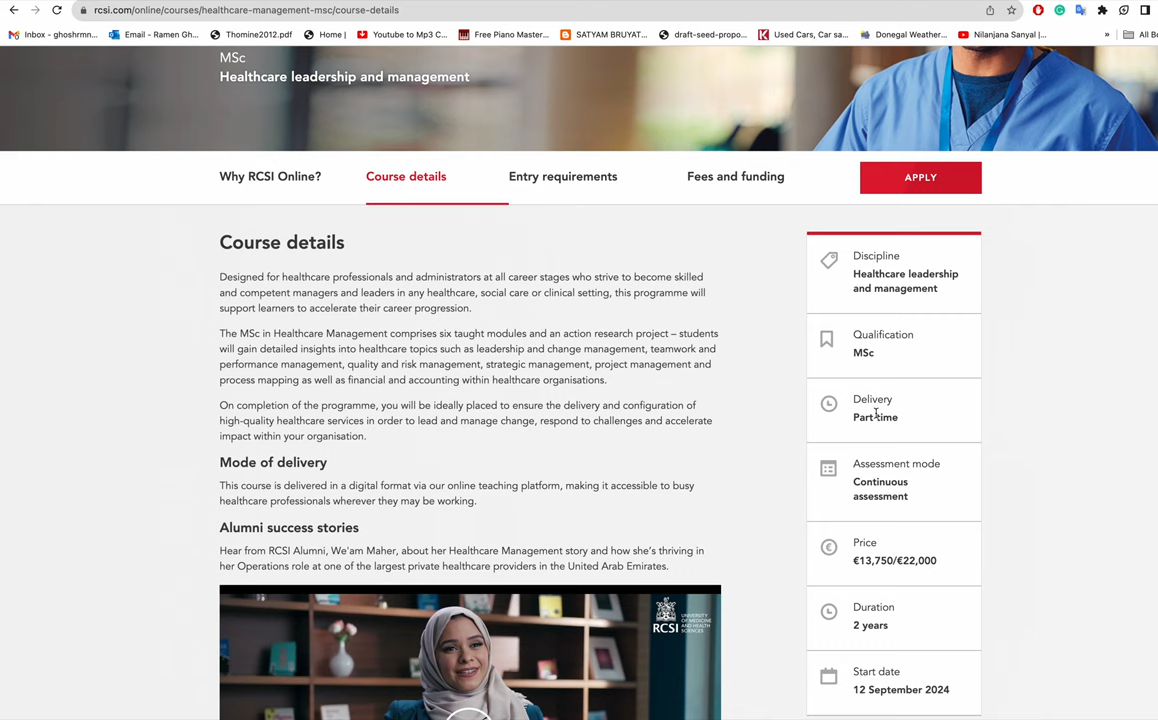 rcsi.com/online/courses/healthcare-management-msc/course-details
Inbox - ghoshrmn...
Email - Ramen Gh...
Thomine2012.pdf
Home |
Youtube to Mp3 C...
Free Piano Master...
SATYAM BRUYAT...
draft-seed-propo...
Used Cars, Car sa...
Donegal Weather...
Nilanjana Sanyal |...
»
All Bo
MSc
Healthcare leadership and management
Why RCSI Online?
Course details
Entry requirements
Fees and funding
APPLY
Course details
Designed for healthcare professionals and administrators at all career stages who strive to become skilled
and competent managers and leaders in any healthcare, social care or clinical setting, this programme will
support learners to accelerate their career progression.
The MSc in Healthcare Management comprises six taught modules and an action research project – students
will gain detailed insights into healthcare topics such as leadership and change management, teamwork and
performance management, quality and risk management, strategic management, project management and
process mapping as well as financial and accounting within healthcare organisations.
On completion of the programme, you will be ideally placed to ensure the delivery and configuration of
high-quality healthcare services in order to lead and manage change, respond to challenges and accelerate
impact within your organisation.
Mode of delivery
This course is delivered in a digital format via our online teaching platform, making it accessible to busy
healthcare professionals wherever they may be working.
Alumni success stories
Hear from RCSI Alumni, We'am Maher, about her Healthcare Management story and how she's thriving in
her Operations role at one of the largest private healthcare providers in the United Arab Emirates.
RCSI
UNIVERSITY
OF MEDICINE
AND HEALTH
SCIENCES
Discipline
Healthcare leadership
and management
Qualification
MSc
Delivery
Part-time
Assessment mode
Continuous
assessment
Price
€13,750/€22,000
Duration
2 years
Start date
12 September 2024